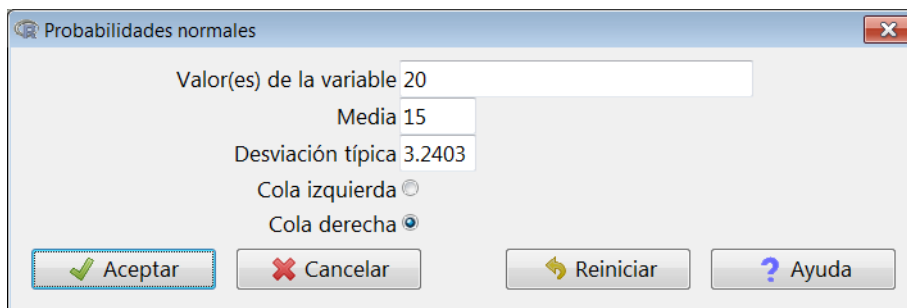 Probabilidades normales
Valor(es) de la variable 20
Media 15
Desviación típica 3.2403
Cola izquierda
Cola derecha
Aceptar Cancelar Reiniciar Ayuda